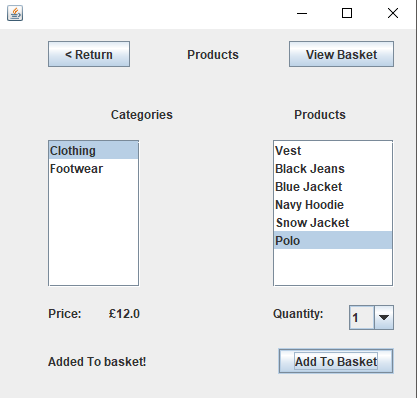 < Return Products View Basket
Categories Products
Clothing Vest
Footwear Black Jeans
Blue Jacket
Navy Hoodie
Snow Jacket
Polo
Price: £12.0 Quantity: 1
Added To basket! Add To Basket